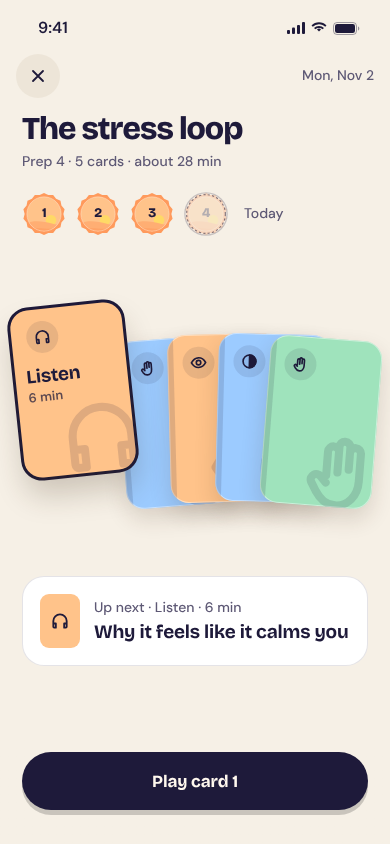 9:41
Mon, Nov 2
The stress loop
Prep 4 · 5 cards · about 28 min
1 2 3 4 Today
Listen
6 min
Up next · Listen · 6 min
Why it feels like it calms you
Play card 1